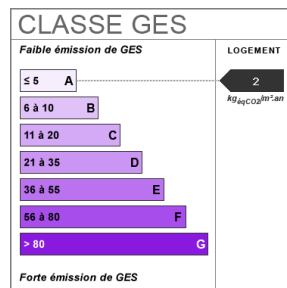 CLASSE GES
Faible émission de GES
LOGEMENT
≤ 5 A
2
kgéqCO2/m².an
6 à 10 B
11 à 20 C
21 à 35 D
36 à 55 E
56 à 80 F
> 80 G
Forte émission de GES